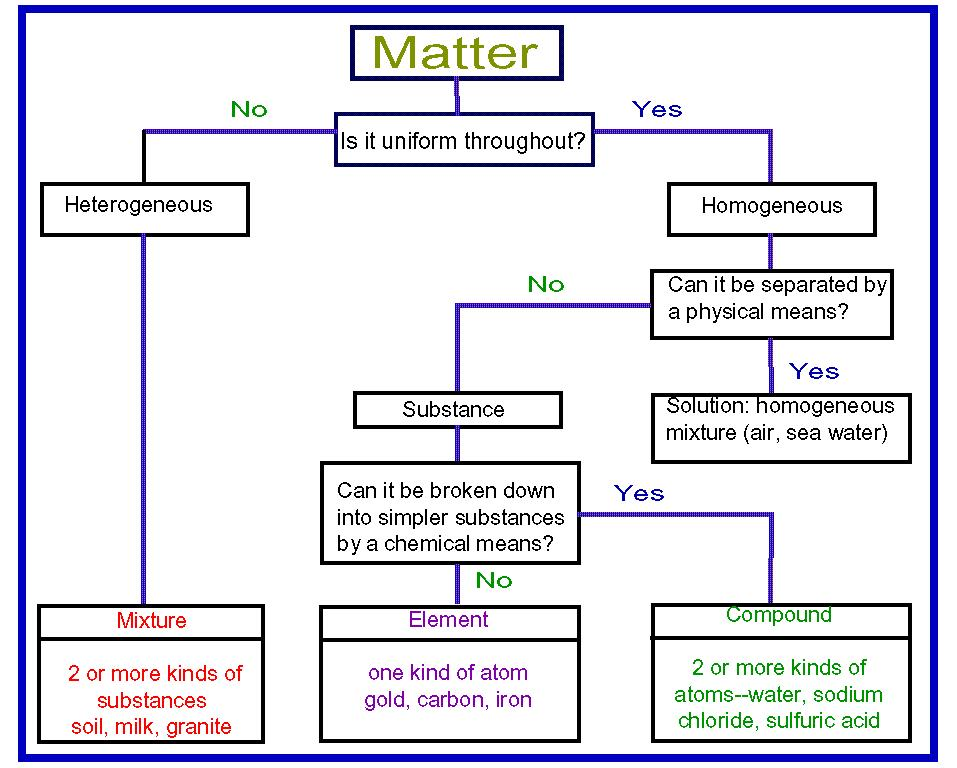 Matter
No
Yes
Is it uniform throughout?
Heterogeneous
Homogeneous
No
Can it be separated by
a physical means?
Yes
Substance
Solution: homogeneous
mixture (air, sea water)
Can it be broken down
into simpler substances
by a chemical means?
Yes
No
Mixture
2 or more kinds of
substances
soil, milk, granite
Element
one kind of atom
gold, carbon, iron
Compound
2 or more kinds of
atoms--water, sodium
chloride, sulfuric acid